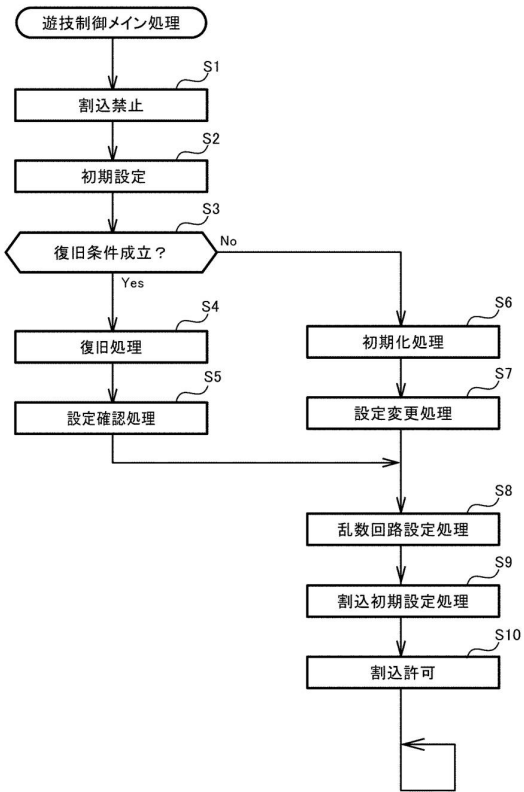 遊技制御メイン処理
S1
割込禁止
S2
初期設定
S3
復旧条件成立？
No
Yes
S4
復旧処理
S5
設定確認処理
S6
初期化処理
S7
設定変更処理
S8
乱数回路設定処理
S9
割込初期設定処理
S10
割込許可